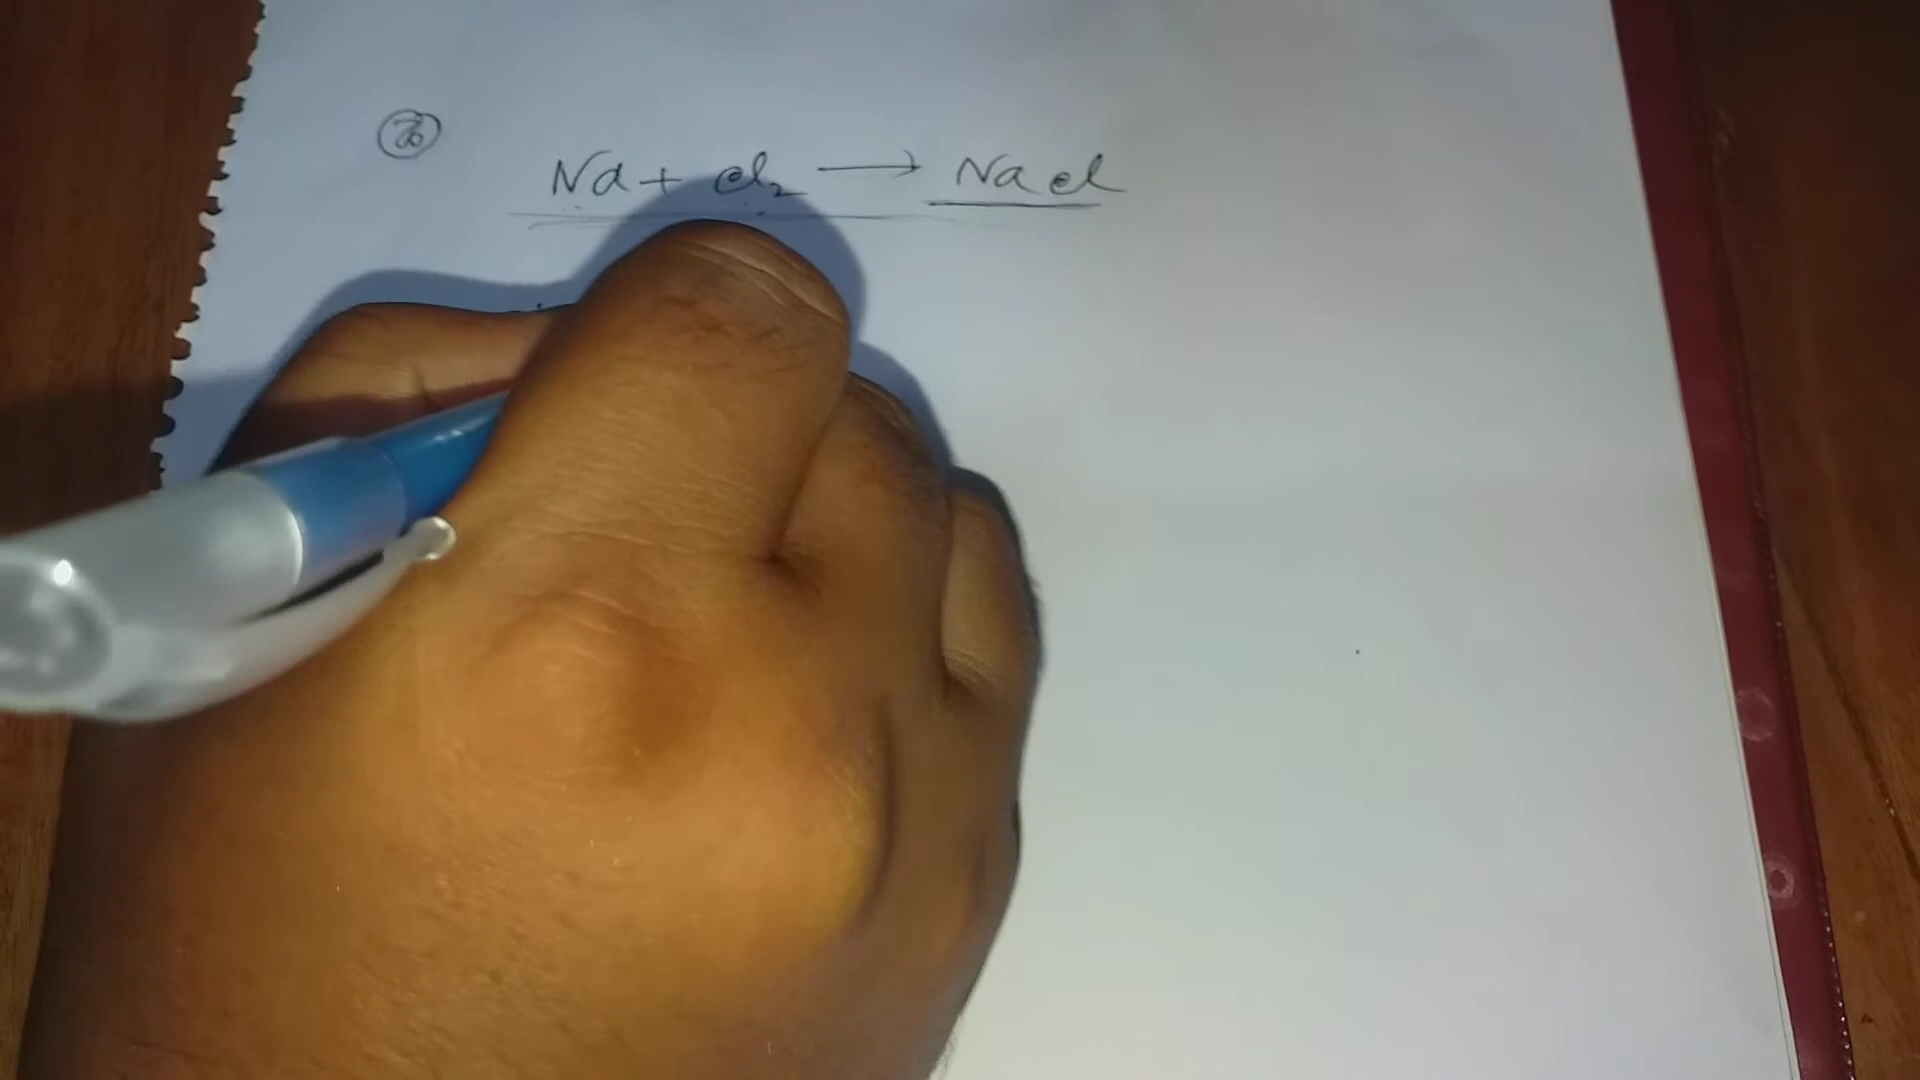 Na + Cl₂ → NaCl